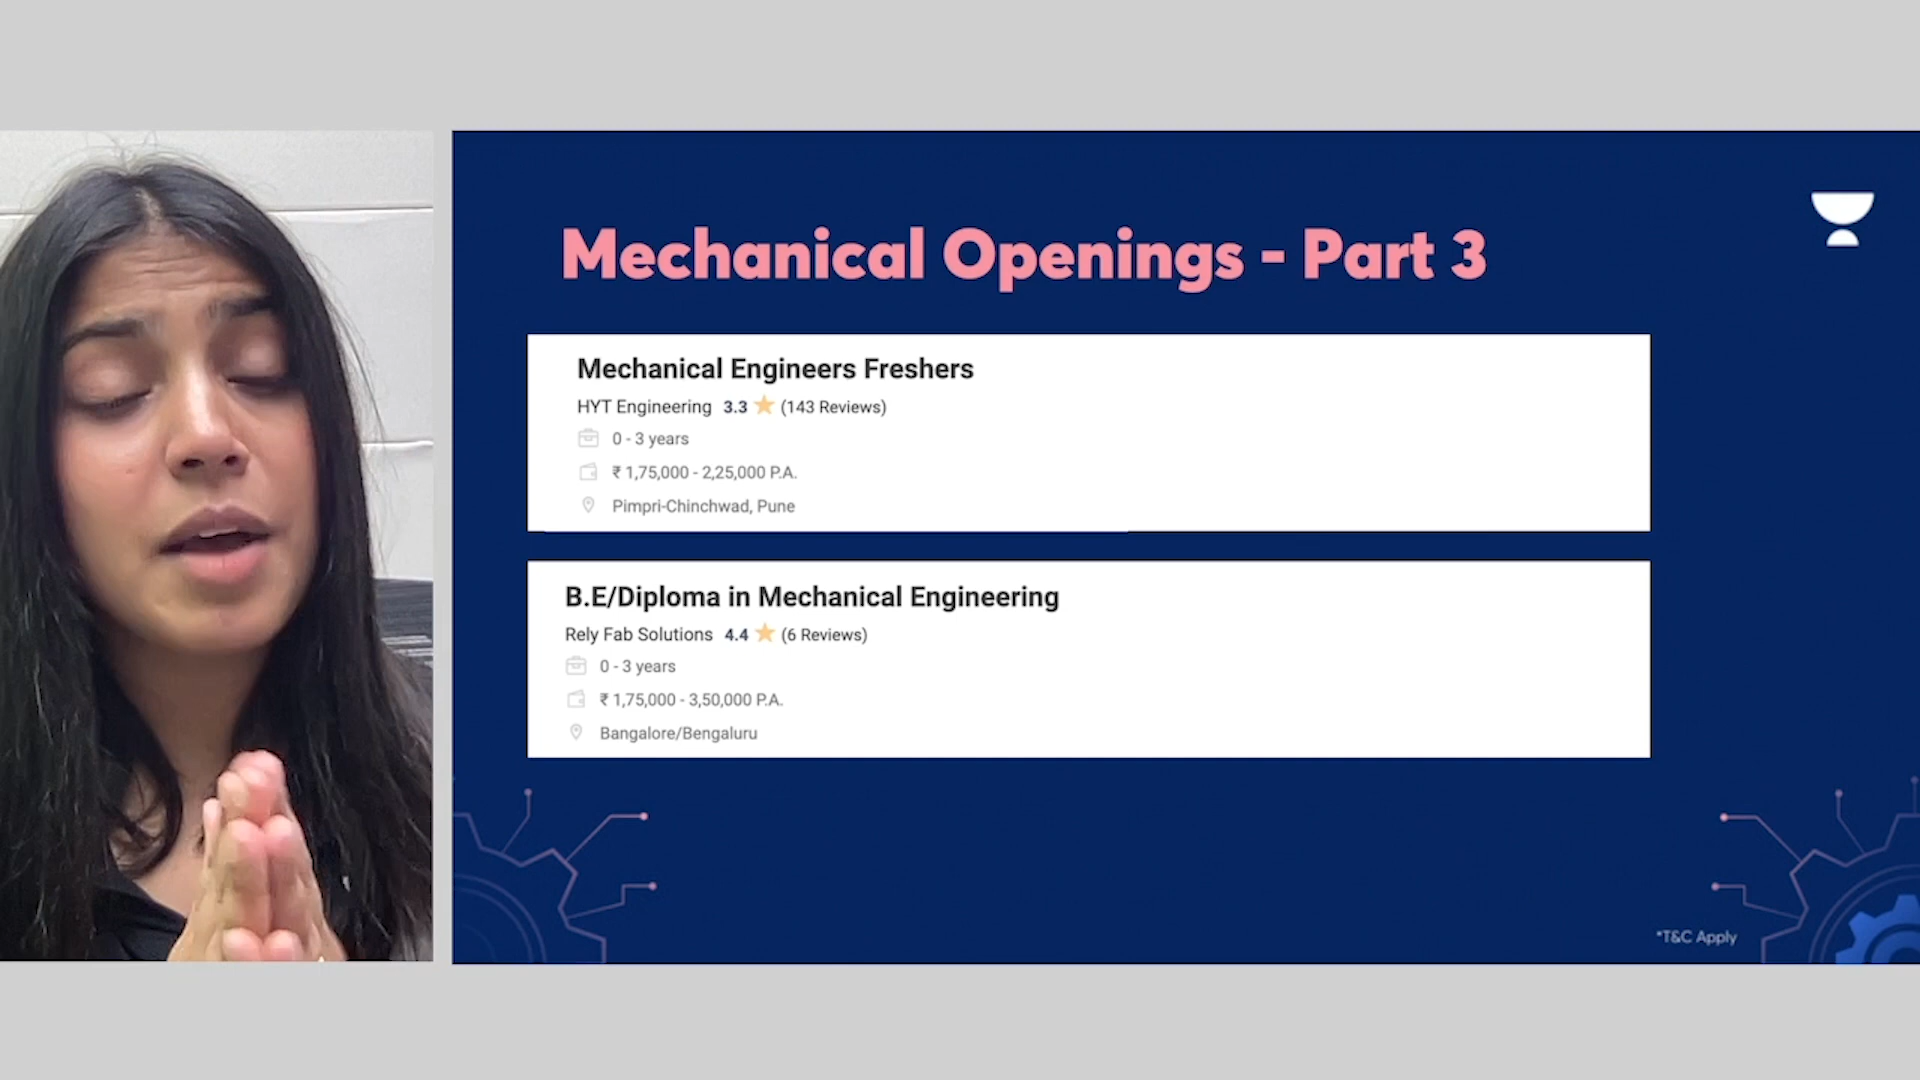 Mechanical Openings - Part 3
Mechanical Engineers Freshers
HYT Engineering 3.3 (143 Reviews)
0 - 3 years
₹ 1,75,000 - 2,25,000 P.A.
Pimpri-Chinchwad, Pune
B.E/Diploma in Mechanical Engineering
Rely Fab Solutions 4.4 (6 Reviews)
0 - 3 years
₹ 1,75,000 - 3,50,000 P.A.
Bangalore/Bengaluru
*T&C Apply